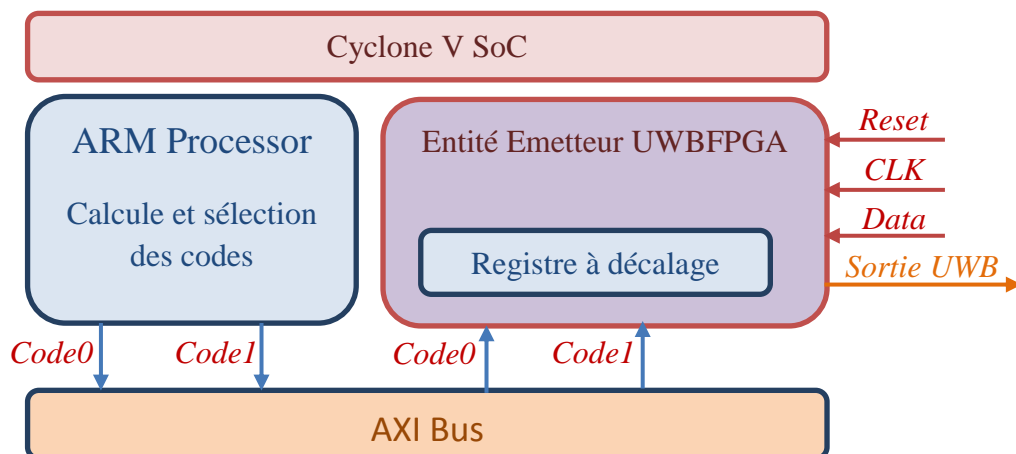 Cyclone V SoC
ARM Processor
Calcule et sélection
des codes
Entité Emetteur UWBFPGA
Registre à décalage
Reset
CLK
Data
Sortie UWB
Code0
Code1
Code0
Code1
AXI Bus